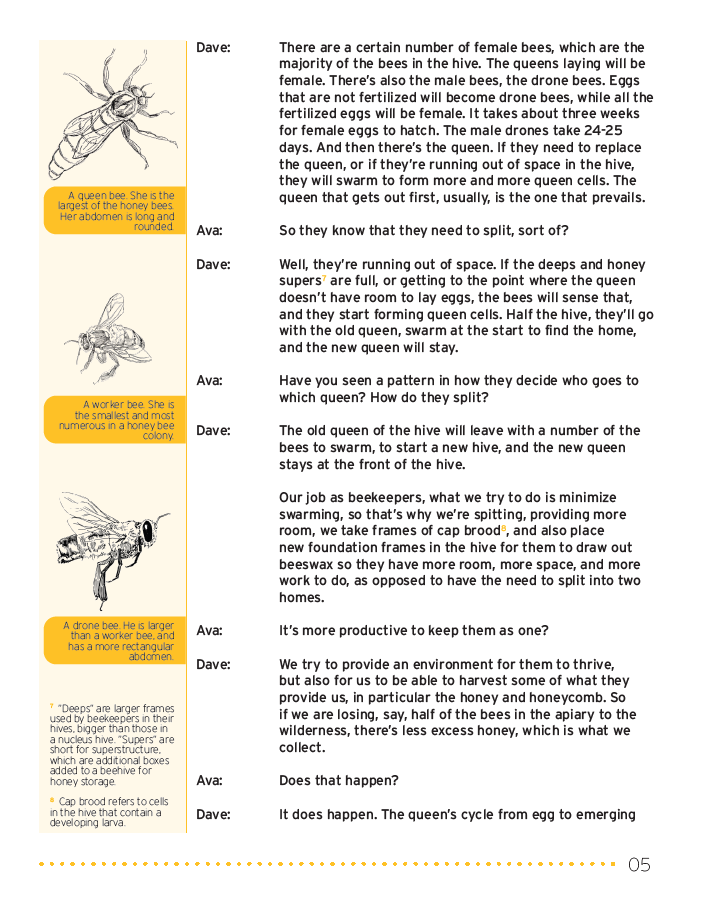 A queen bee. She is the
largest of the honey bees.
Her abdomen is long and
rounded.
A worker bee. She is
the smallest and most
numerous in a honey bee
colony.
A drone bee. He is larger
than a worker bee, and
has a more rectangular
abdomen.
7 "Deeps" are larger frames
used by beekeepers in their
hives, bigger than those in
a nucleus hive. "Supers" are
short for superstructure,
which are additional boxes
added to a beehive for
honey storage.
8 Cap brood refers to cells
in the hive that contain a
developing larva.
Dave: There are a certain number of female bees, which are the
majority of the bees in the hive. The queens laying will be
female. There's also the male bees, the drone bees. Eggs
that are not fertilized will become drone bees, while all the
fertilized eggs will be female. It takes about three weeks
for female eggs to hatch. The male drones take 24-25
days. And then there's the queen. If they need to replace
the queen, or if they're running out of space in the hive,
they will swarm to form more and more queen cells. The
queen that gets out first, usually, is the one that prevails.
Ava: So they know that they need to split, sort of?
Dave: Well, they're running out of space. If the deeps and honey
supers7 are full, or getting to the point where the queen
doesn't have room to lay eggs, the bees will sense that,
and they start forming queen cells. Half the hive, they'll go
with the old queen, swarm at the start to find the home,
and the new queen will stay.
Ava: Have you seen a pattern in how they decide who goes to
which queen? How do they split?
Dave: The old queen of the hive will leave with a number of the
bees to swarm, to start a new hive, and the new queen
stays at the front of the hive.
Our job as beekeepers, what we try to do is minimize
swarming, so that's why we're spitting, providing more
room, we take frames of cap brood8, and also place
new foundation frames in the hive for them to draw out
beeswax so they have more room, more space, and more
work to do, as opposed to have the need to split into two
homes.
Ava: It's more productive to keep them as one?
Dave: We try to provide an environment for them to thrive,
but also for us to be able to harvest some of what they
provide us, in particular the honey and honeycomb. So
if we are losing, say, half of the bees in the apiary to the
wilderness, there's less excess honey, which is what we
collect.
Ava: Does that happen?
Dave: It does happen. The queen's cycle from egg to emerging
05